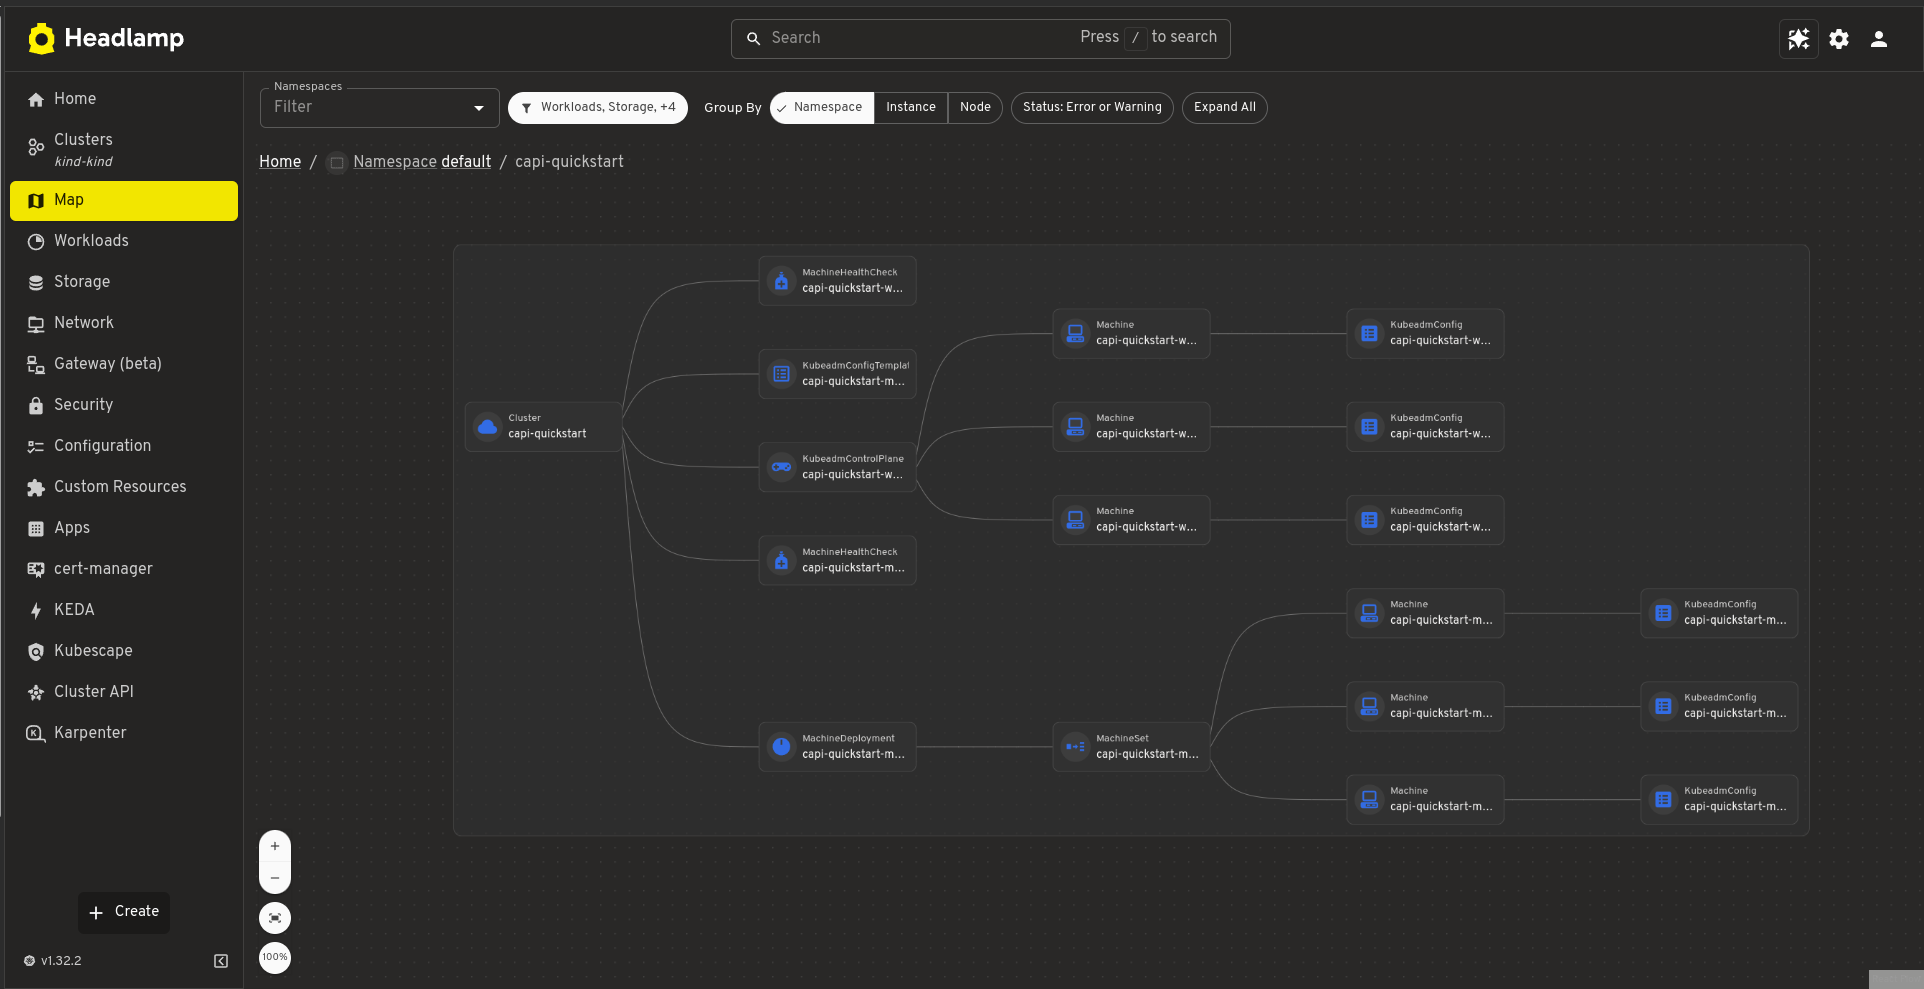 Headlamp
Search
Press / to search
Home
Clusters
kind-kind
Map
Workloads
Storage
Network
Gateway (beta)
Security
Configuration
Custom Resources
Apps
cert-manager
KEDA
Kubescape
Cluster API
Karpenter
Create
v1.32.2
Namespaces
Filter
Workloads, Storage, +4
Group By
Namespace
Instance
Node
Status: Error or Warning
Expand All
Home / Namespace default / capi-quickstart
Cluster
capi-quickstart
MachineHealthCheck
capi-quickstart-w...
KubeadmConfigTemplat
capi-quickstart-m...
KubeadmControlPlane
capi-quickstart-w...
MachineHealthCheck
capi-quickstart-m...
MachineDeployment
capi-quickstart-m...
Machine
capi-quickstart-w...
KubeadmConfig
capi-quickstart-w...
Machine
capi-quickstart-w...
KubeadmConfig
capi-quickstart-w...
Machine
capi-quickstart-w...
KubeadmConfig
capi-quickstart-w...
MachineSet
capi-quickstart-m...
Machine
capi-quickstart-m...
KubeadmConfig
capi-quickstart-m...
Machine
capi-quickstart-m...
KubeadmConfig
capi-quickstart-m...
Machine
capi-quickstart-m...
KubeadmConfig
capi-quickstart-m...
100%